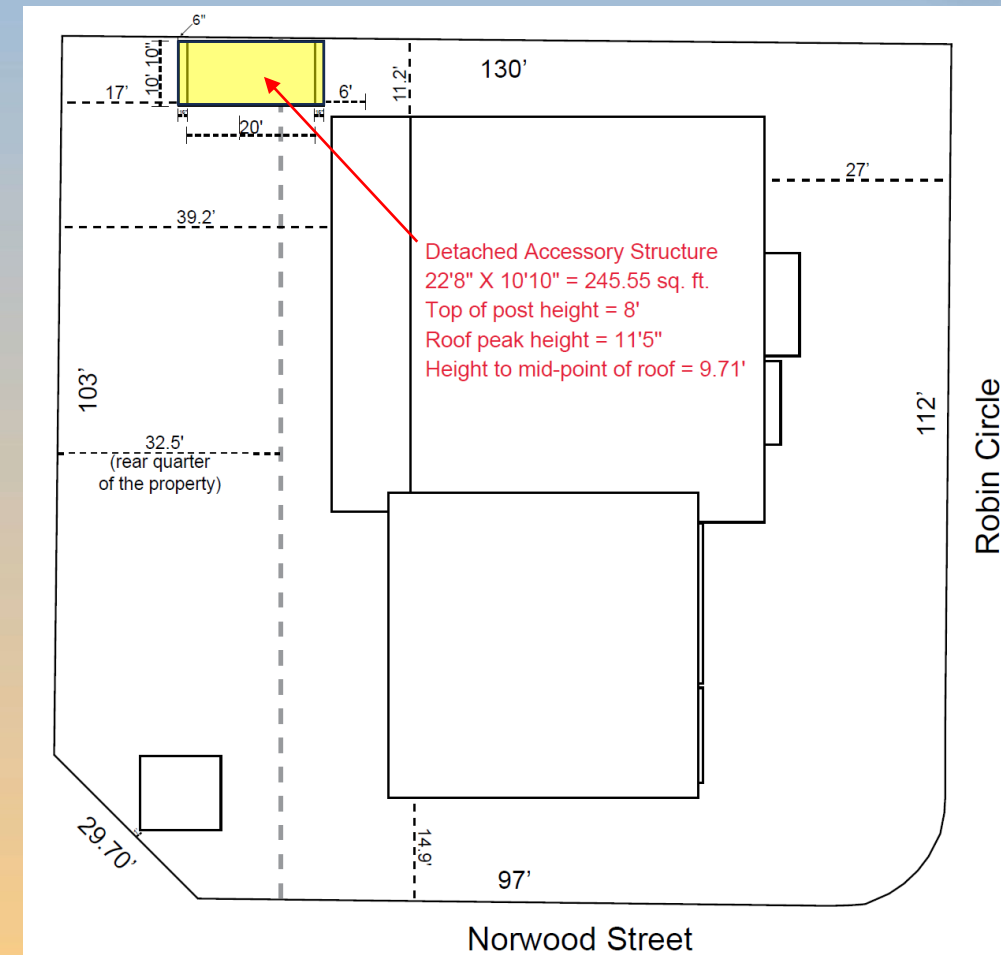 6"
130'
10' 10"
11.2'
17'
6'
20'
27'
39.2'
Detached Accessory Structure
22'8" X 10'10" = 245.55 sq. ft.
Top of post height = 8'
Roof peak height = 11'5"
Height to mid-point of roof = 9.71'
103'
112'
Robin Circle
32.5'
(rear quarter
of the property)
29.70'
14.9'
97'
Norwood Street